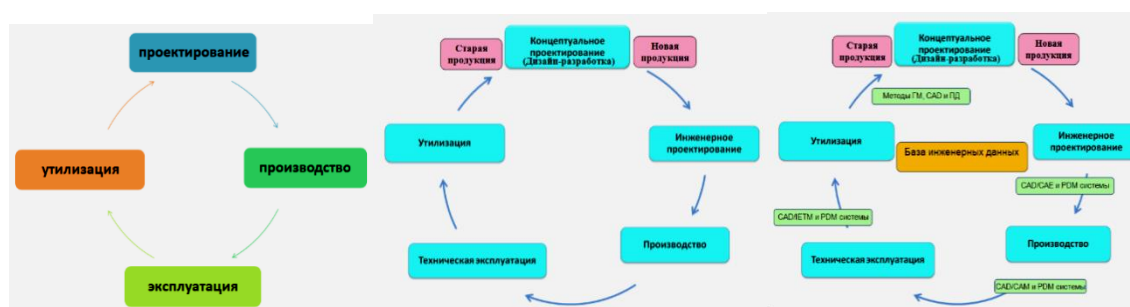 проектирование
утилизация
производство
эксплуатация
Старая
продукция
Концептуальное
проектирование
(Дизайн-разработка)
Новая
продукция
Утилизация
Инженерное
проектирование
Техническая эксплуатация
Производство
Старая
продукция
Концептуальное
проектирование
(Дизайн-разработка)
Новая
продукция
Методы ГМ, CAD и ПД
Утилизация
База инженерных данных
Инженерное
проектирование
CAD/CAE и PDM системы
CAD/IETM и PDM системы
Техническая эксплуатация
Производство
CAD/CAM и PDM системы